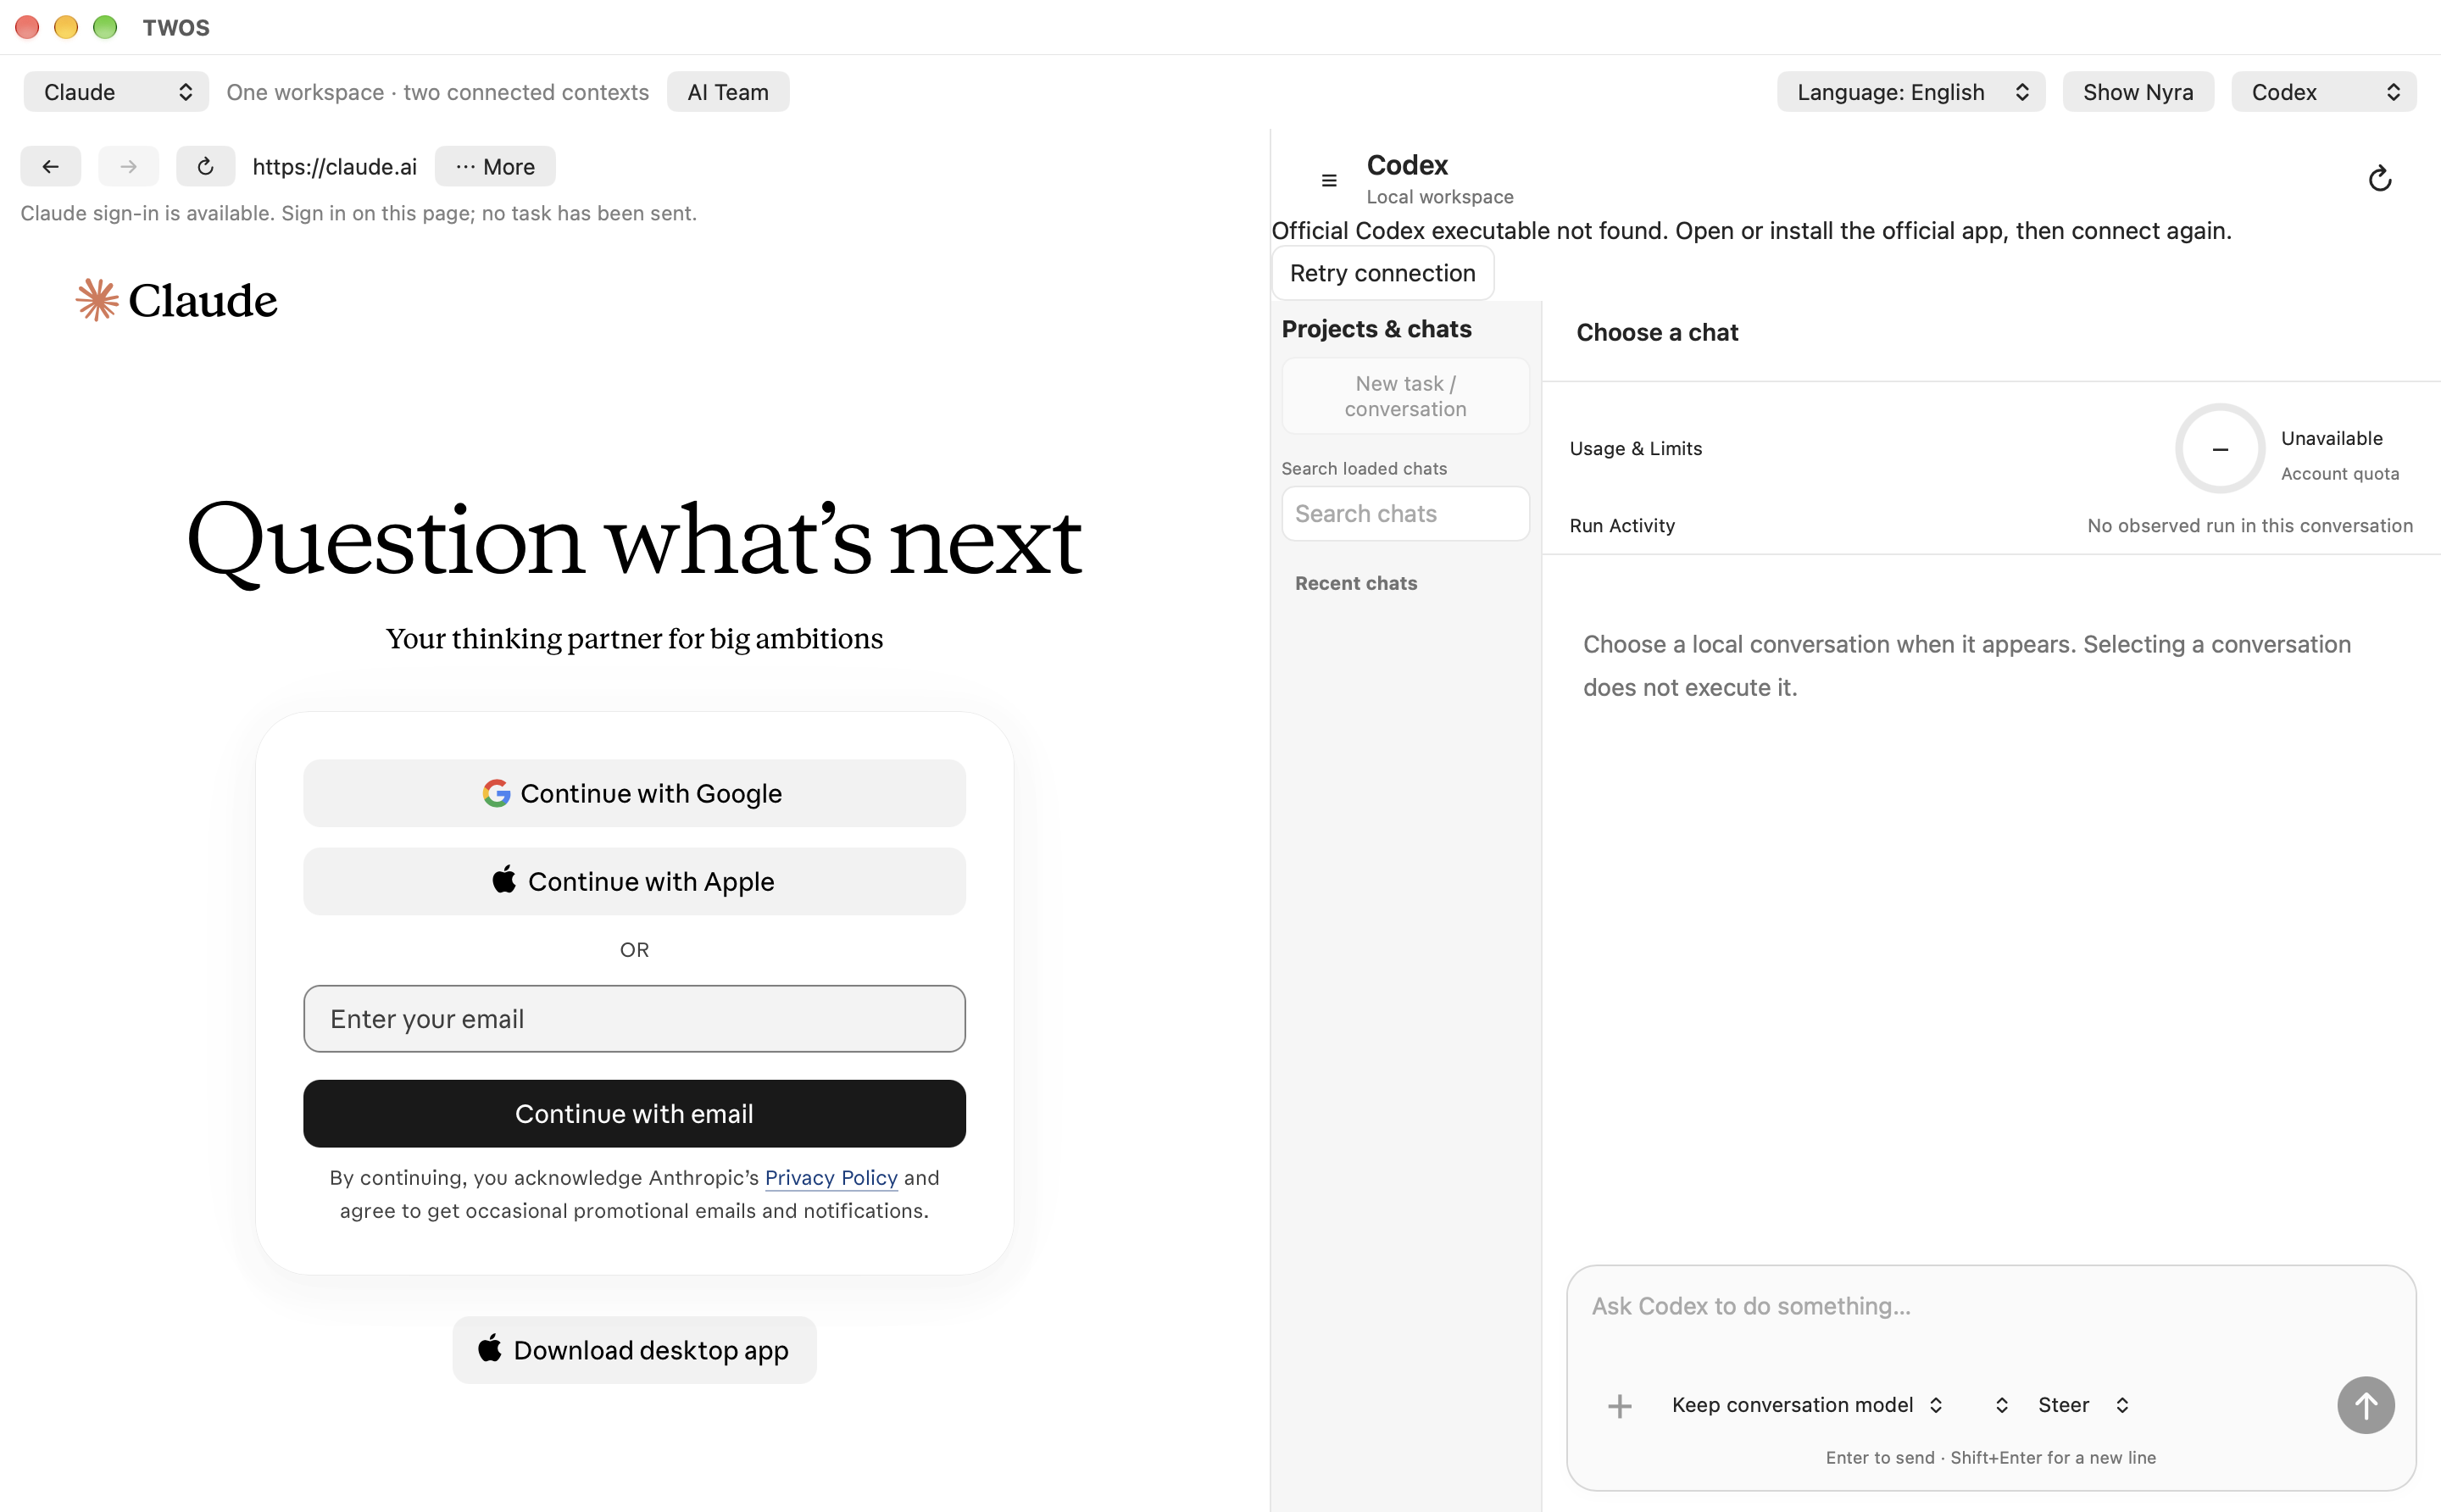 TWOS
Claude
One workspace · two connected contexts
AI Team
Language: English
Show Nyra
Codex
https://claude.ai
··· More
Claude sign-in is available. Sign in on this page; no task has been sent.
Claude
Question what’s next
Your thinking partner for big ambitions
Continue with Google
Continue with Apple
OR
Enter your email
Continue with email
By continuing, you acknowledge Anthropic’s Privacy Policy and
agree to get occasional promotional emails and notifications.
Download desktop app
Codex
Local workspace
Official Codex executable not found. Open or install the official app, then connect again.
Retry connection
Projects & chats
New task /
conversation
Search loaded chats
Search chats
Recent chats
Choose a chat
Usage & Limits
–
Unavailable
Account quota
Run Activity
No observed run in this conversation
Choose a local conversation when it appears. Selecting a conversation
does not execute it.
Ask Codex to do something...
Keep conversation model
Steer
Enter to send · Shift+Enter for a new line